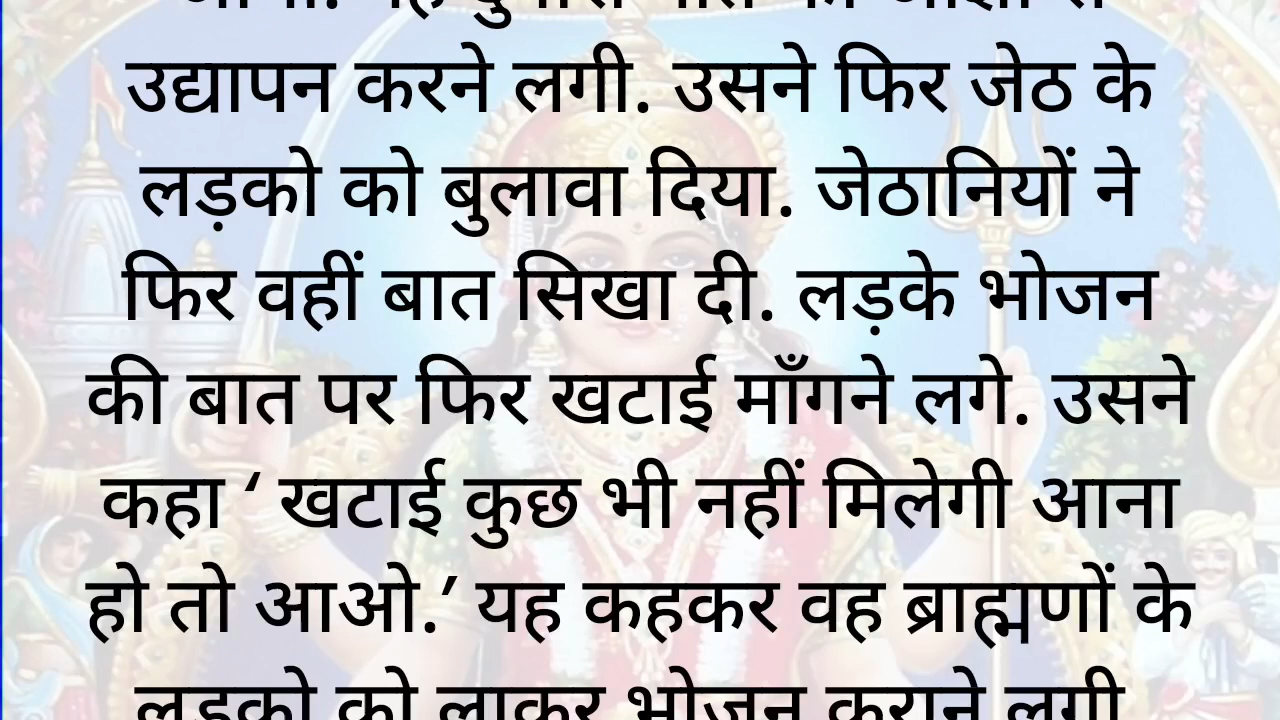 उद्यापन करने लगी. उसने फिर जेठ के
लड़को को बुलावा दिया. जेठानियों ने
फिर वहीं बात सिखा दी. लड़के भोजन
की बात पर फिर खटाई माँगने लगे. उसने
कहा ‘ खटाई कुछ भी नहीं मिलेगी आना
हो तो आओ.’ यह कहकर वह ब्राह्मणों के
लड़को को लाकर भोजन कराने लगी